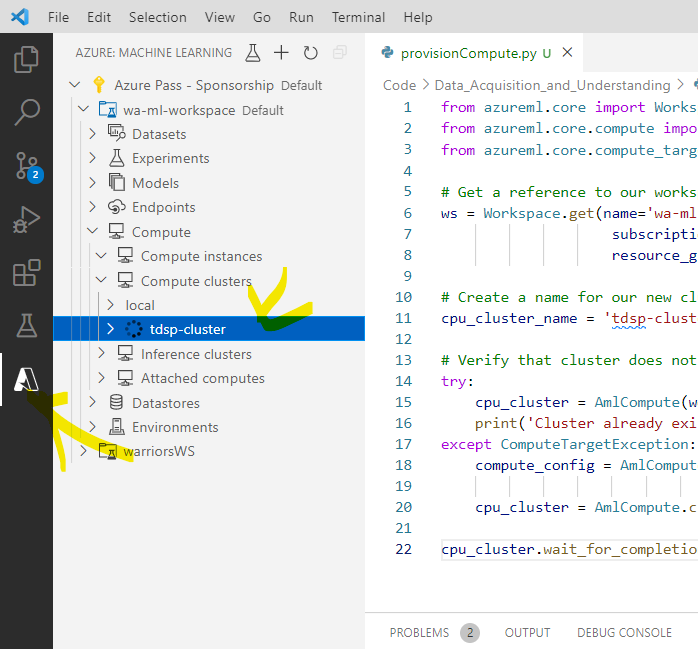 File Edit Selection View Go Run Terminal Help
AZURE: MACHINE LEARNING
Azure Pass - Sponsorship Default
wa-ml-workspace Default
Datasets
Experiments
Models
Endpoints
Compute
Compute instances
Compute clusters
local
tdsp-cluster
Inference clusters
Attached computes
Datastores
Environments
warriorsWS
2
provisionCompute.py U
Code > Data_Acquisition_and_Understanding >
1 from azureml.core import Works
2 from azureml.core.compute impo
3 from azureml.core.compute_targ
4
5 # Get a reference to our works
6 ws = Workspace.get(name='wa-ml
7 subscripti
8 resource_g
9
10 # Create a name for our new cl
11 cpu_cluster_name = 'tdsp-clust
12
13 # Verify that cluster does not
14 try:
15 cpu_cluster = AmlCompute(w
16 print('Cluster already exi
17 except ComputeTargetException:
18 compute_config = AmlComput
19
20 cpu_cluster = AmlCompute.c
21
22 cpu_cluster.wait_for_completio
PROBLEMS 2 OUTPUT DEBUG CONSOLE